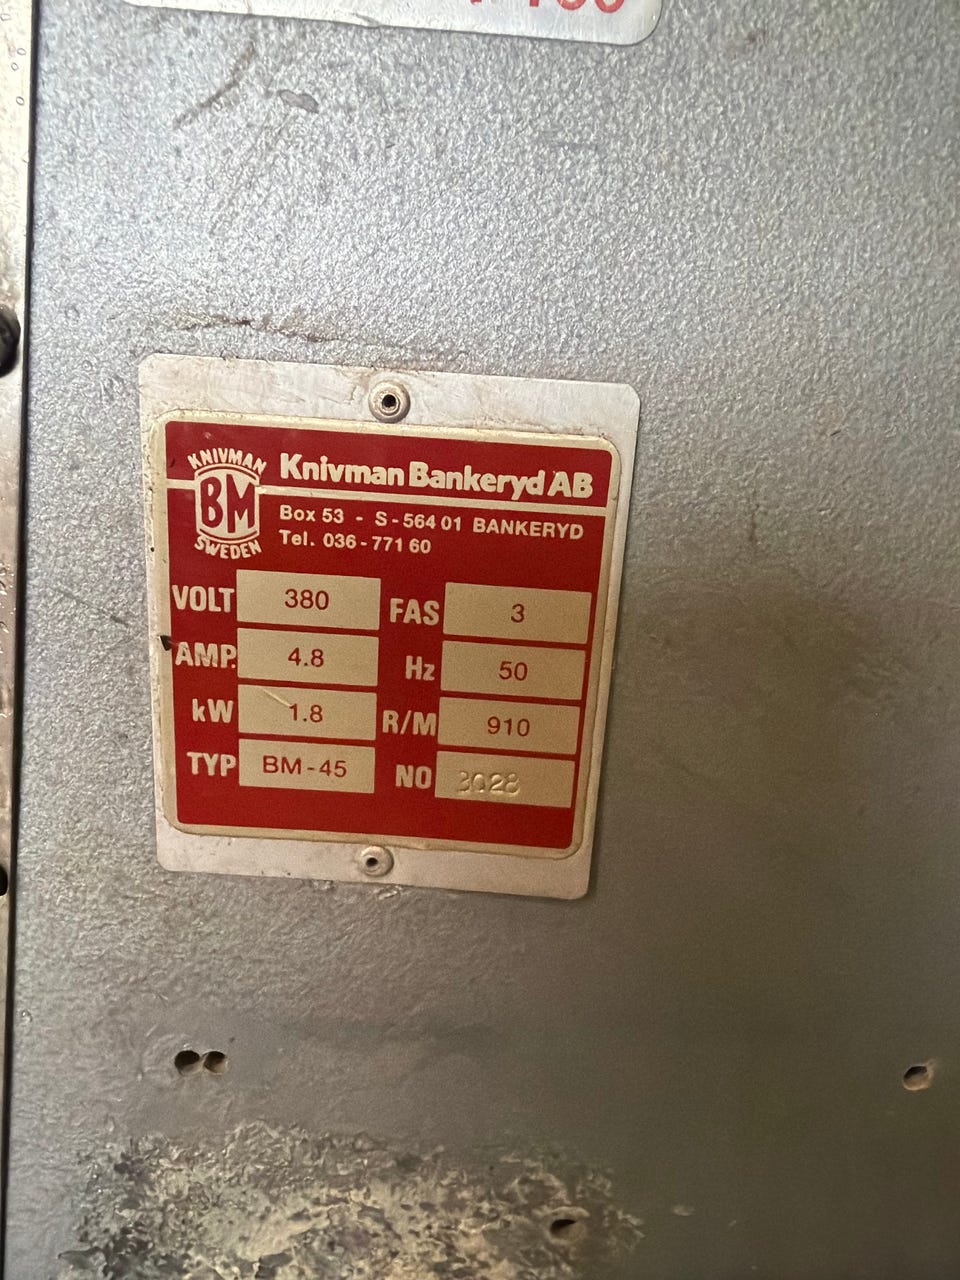 KNIVMAN
BM
SWEDEN
Knivman Bankeryd AB
Box 53 - S-564 01 BANKERYD
Tel. 036-771 60
VOLT 380 FAS 3
AMP. 4.8 Hz 50
kW 1.8 R/M 910
TYP BM-45 NO 3028